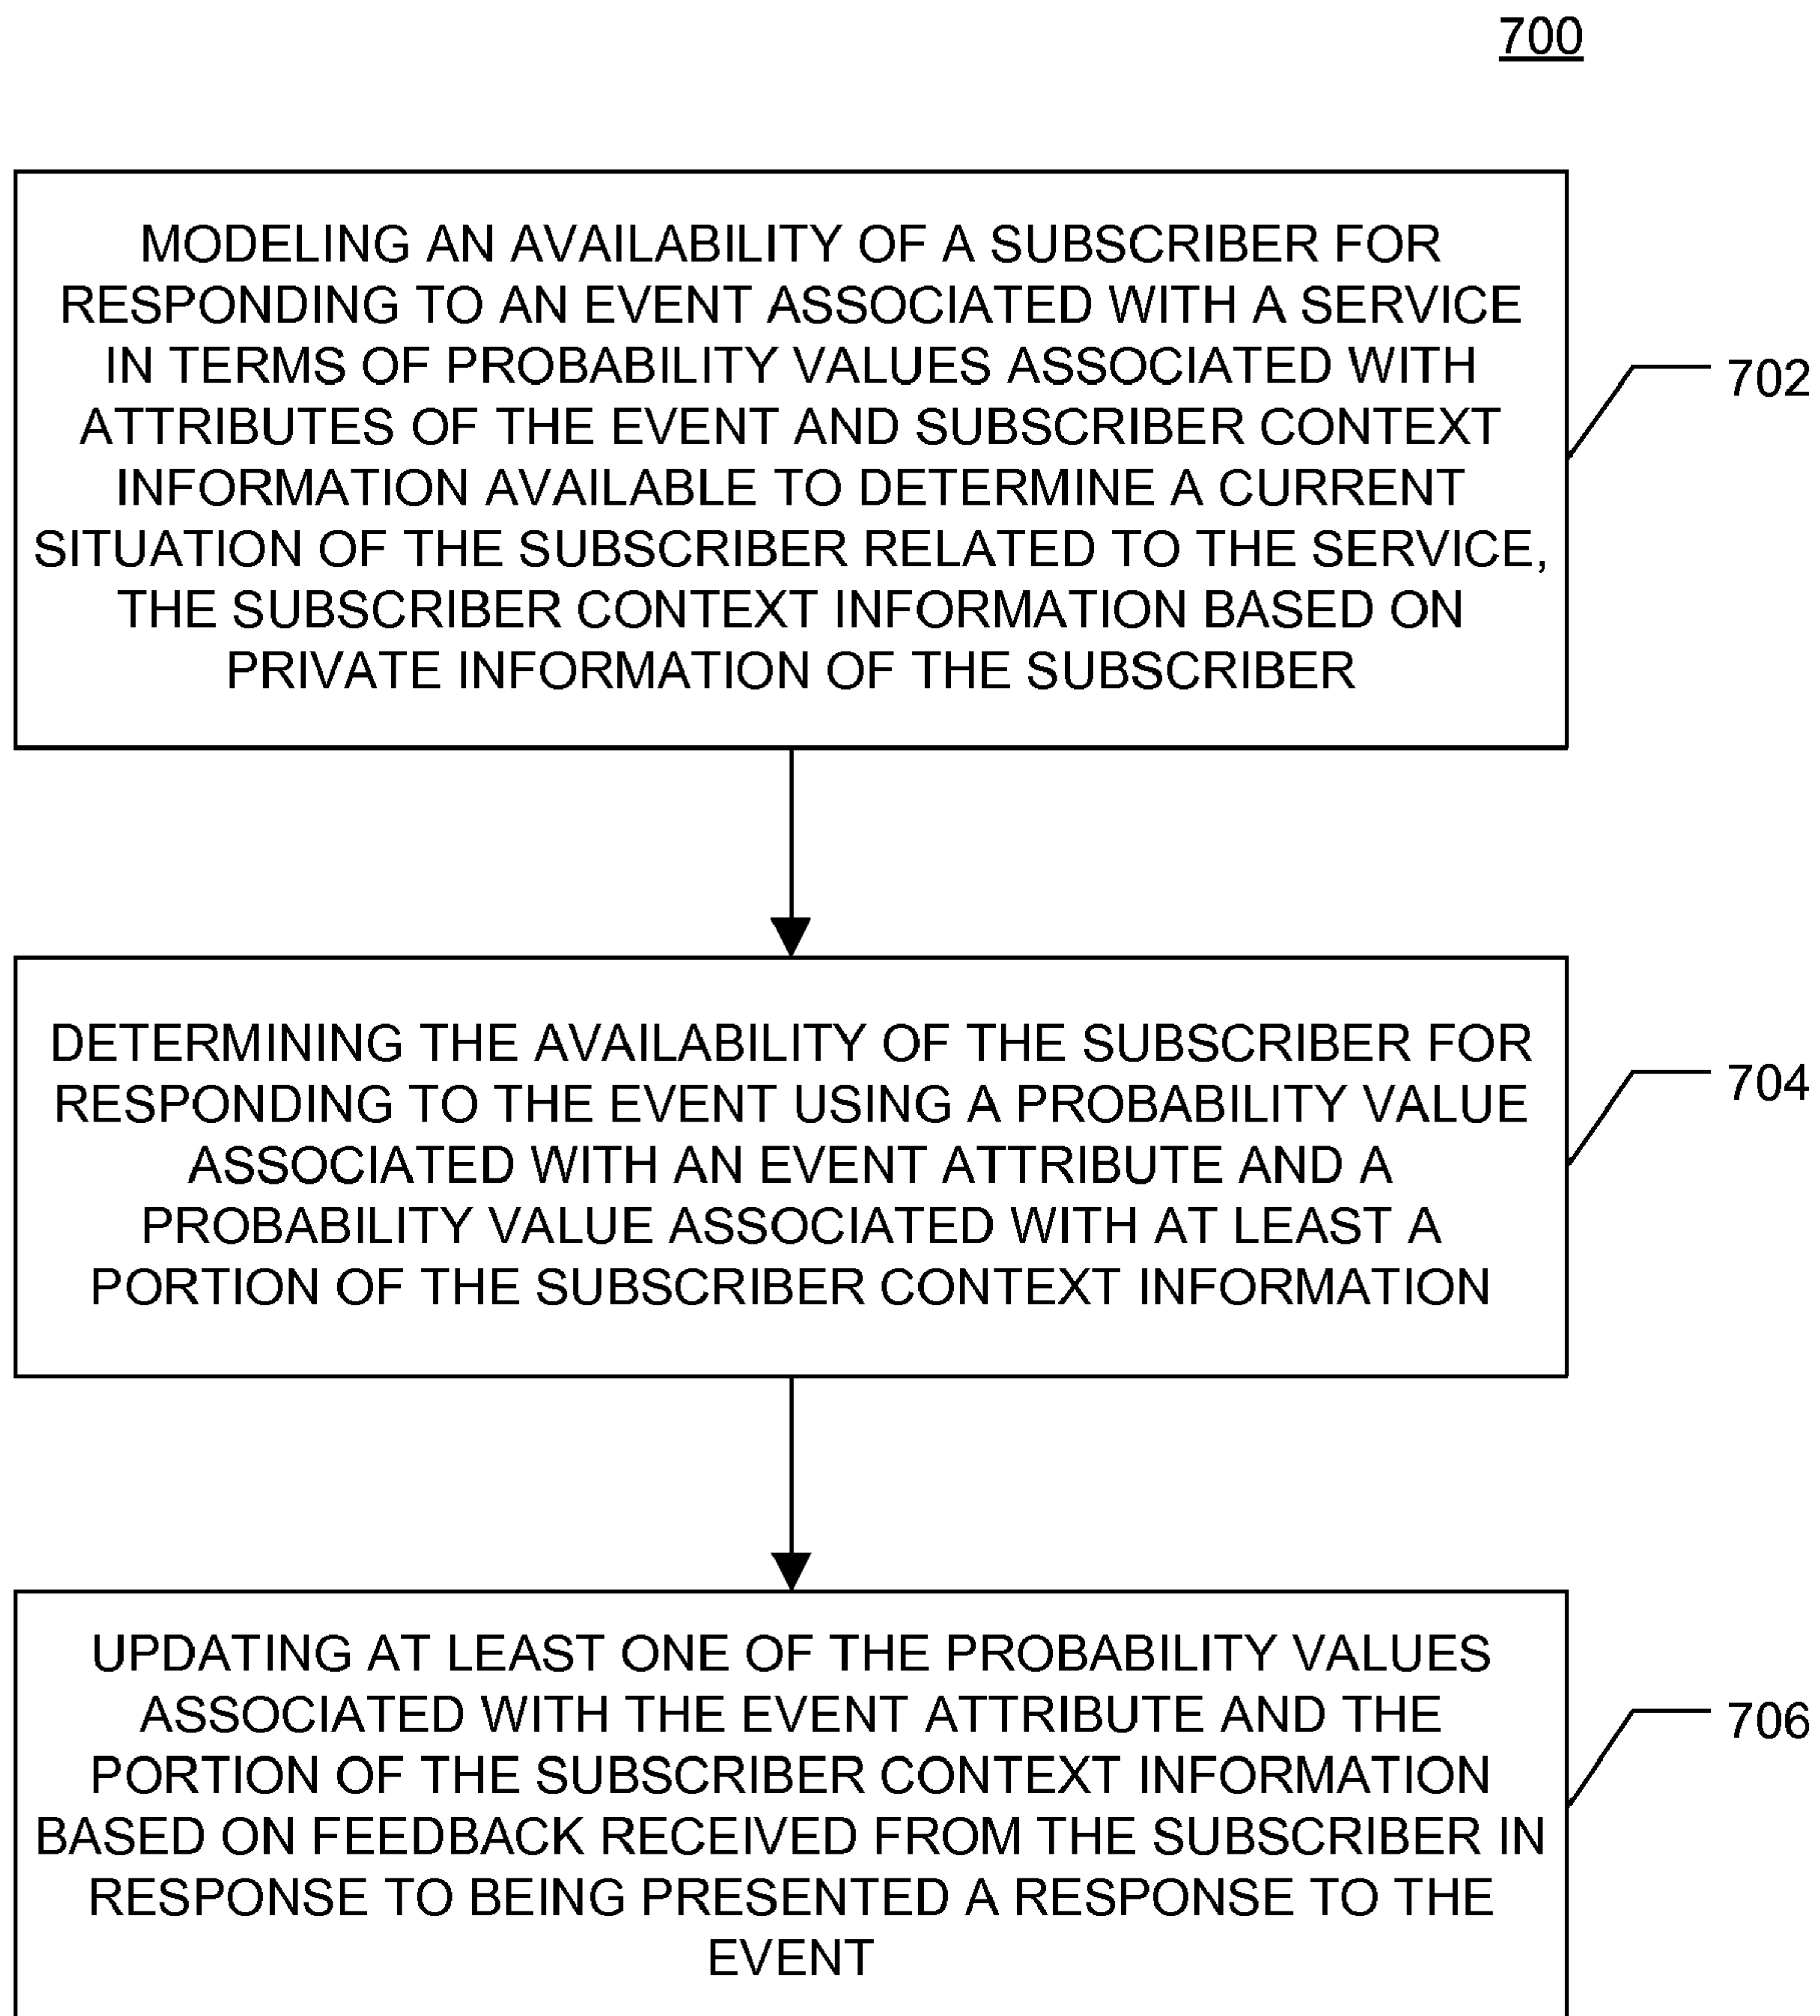 700
MODELING AN AVAILABILITY OF A SUBSCRIBER FOR
RESPONDING TO AN EVENT ASSOCIATED WITH A SERVICE
IN TERMS OF PROBABILITY VALUES ASSOCIATED WITH
ATTRIBUTES OF THE EVENT AND SUBSCRIBER CONTEXT
INFORMATION AVAILABLE TO DETERMINE A CURRENT
SITUATION OF THE SUBSCRIBER RELATED TO THE SERVICE,
THE SUBSCRIBER CONTEXT INFORMATION BASED ON
PRIVATE INFORMATION OF THE SUBSCRIBER
702
DETERMINING THE AVAILABILITY OF THE SUBSCRIBER FOR
RESPONDING TO THE EVENT USING A PROBABILITY VALUE
ASSOCIATED WITH AN EVENT ATTRIBUTE AND A
PROBABILITY VALUE ASSOCIATED WITH AT LEAST A
PORTION OF THE SUBSCRIBER CONTEXT INFORMATION
704
UPDATING AT LEAST ONE OF THE PROBABILITY VALUES
ASSOCIATED WITH THE EVENT ATTRIBUTE AND THE
PORTION OF THE SUBSCRIBER CONTEXT INFORMATION
BASED ON FEEDBACK RECEIVED FROM THE SUBSCRIBER IN
RESPONSE TO BEING PRESENTED A RESPONSE TO THE
EVENT
706